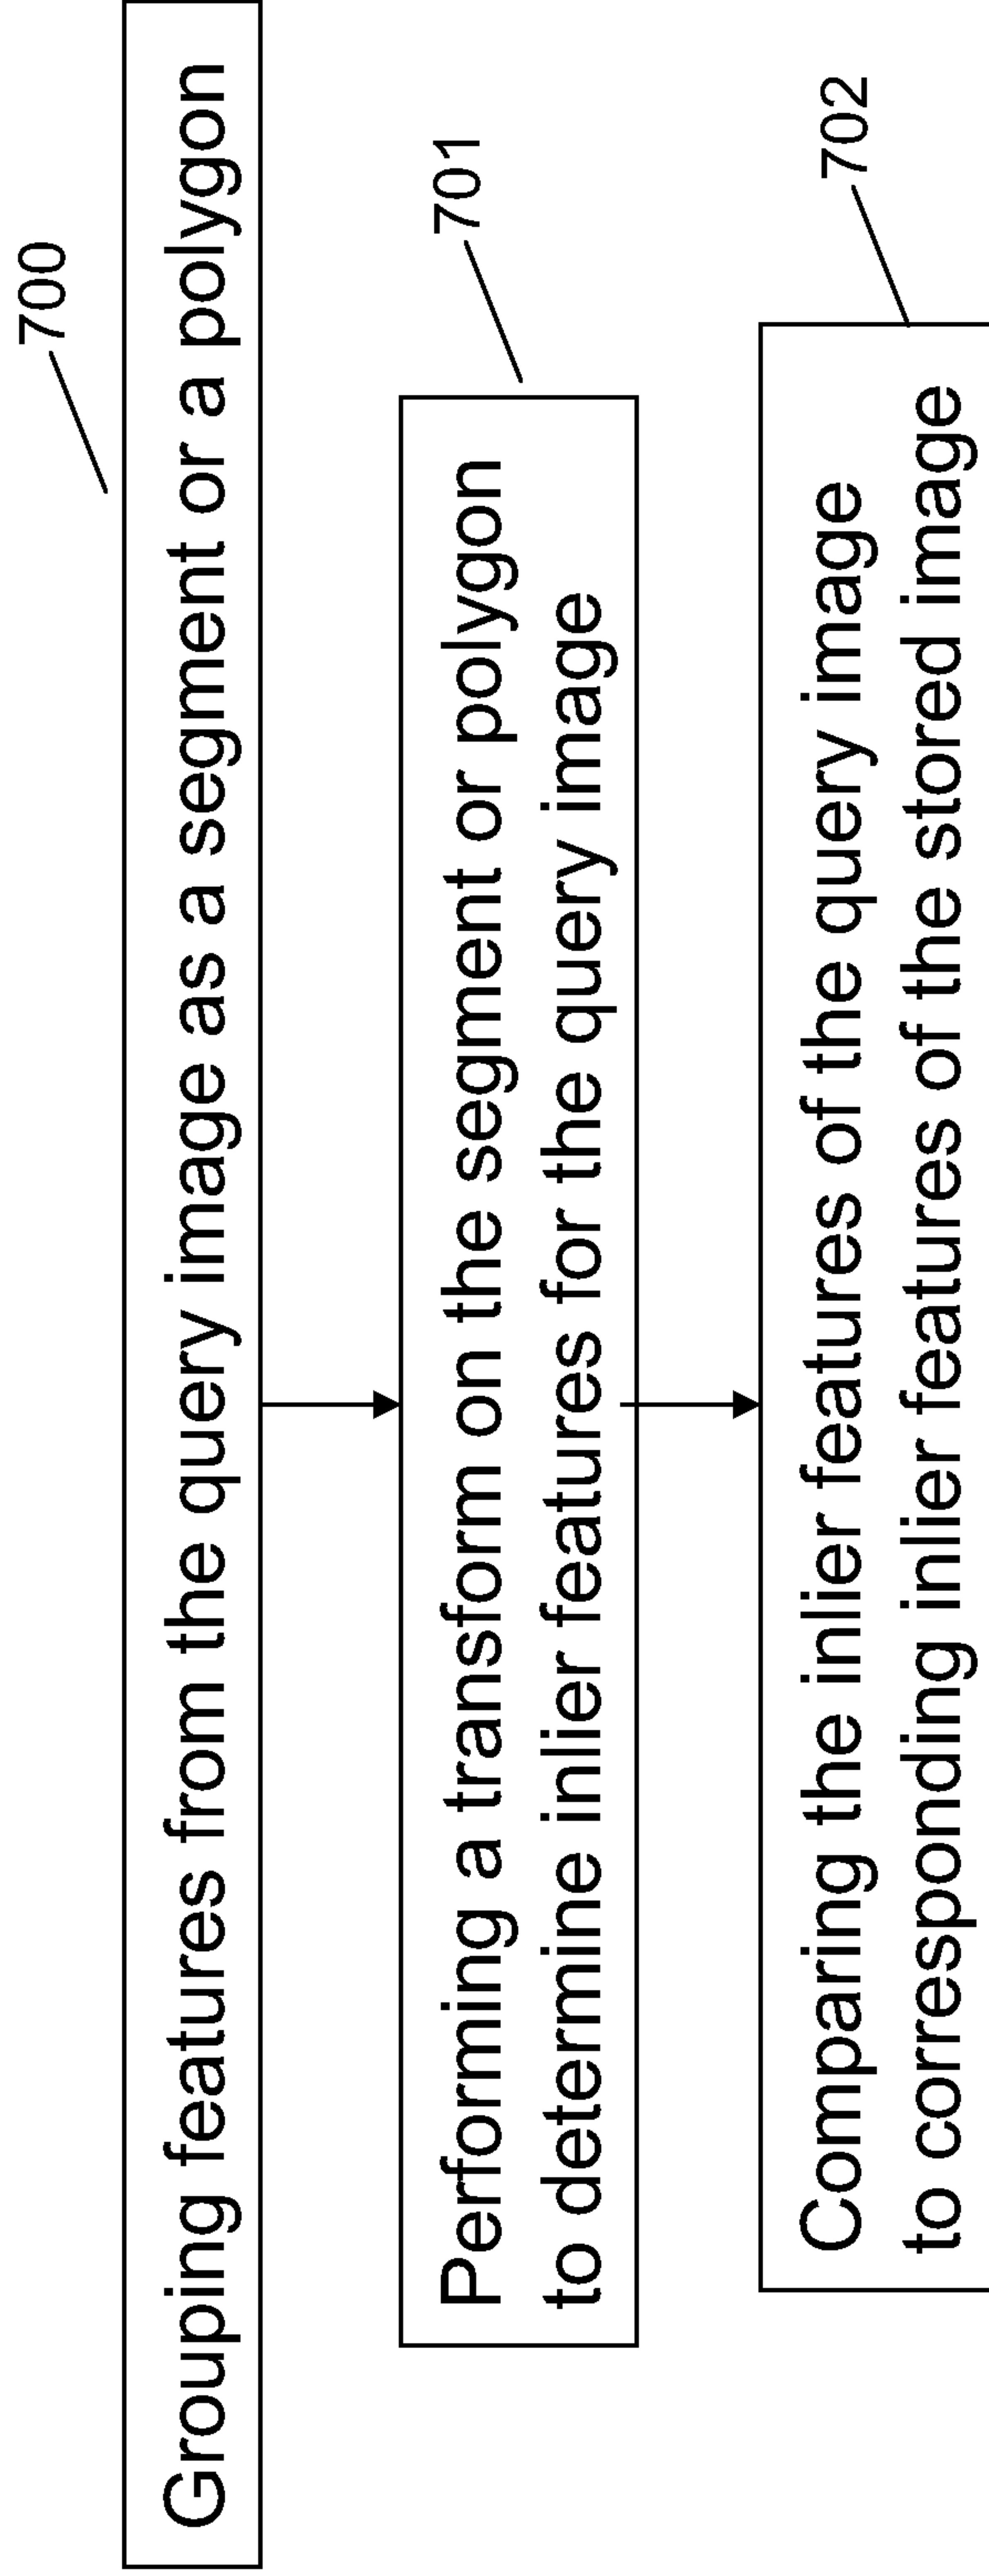 700
Grouping features from the query image as a segment or a polygon
701
Performing a transform on the segment or polygon
to determine inlier features for the query image
702
Comparing the inlier features of the query image
to corresponding inlier features of the stored image